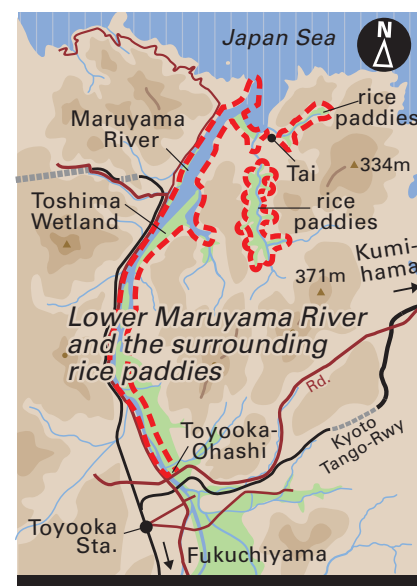 Japan Sea
N
Maruyama
River
rice
paddies
Tai
334m
Toshima
Wetland
rice
paddies
Kumi-
hama
371m
Lower Maruyama River
and the surrounding
rice paddies
Rd.
Toyooka-
Ohashi
Kyoto
Tango-Rwy
Toyooka
Sta.
Fukuchiyama